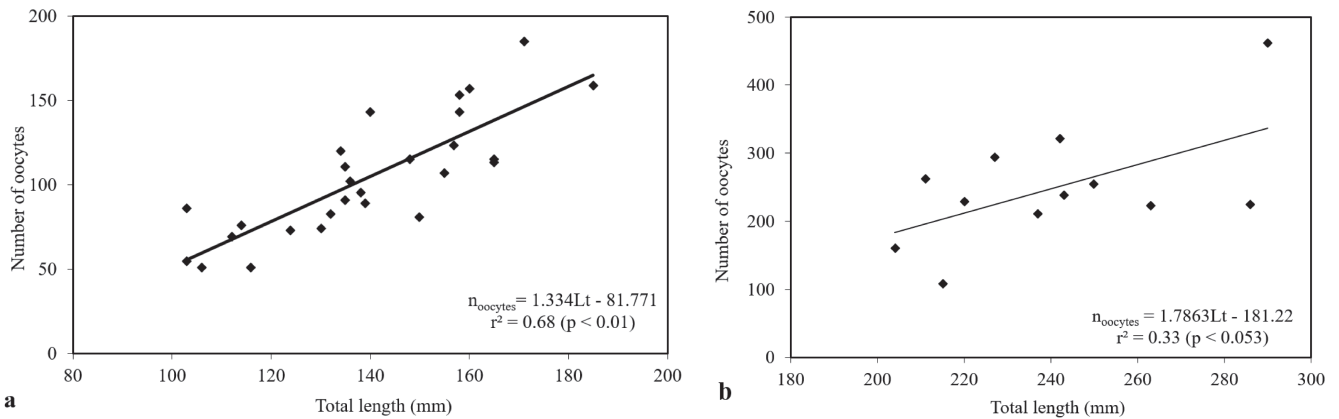 200
150
100
50
0
Number of oocytes
80 100 120 140 160 180 200
Total length (mm)
n_oocytes= 1.334Lt - 81.771
r² = 0.68 (p < 0.01)
a
500
400
300
200
100
0
Number of oocytes
180 200 220 240 260 280 300
Total length (mm)
n_oocytes = 1.7863Lt - 181.22
r² = 0.33 (p < 0.053)
b